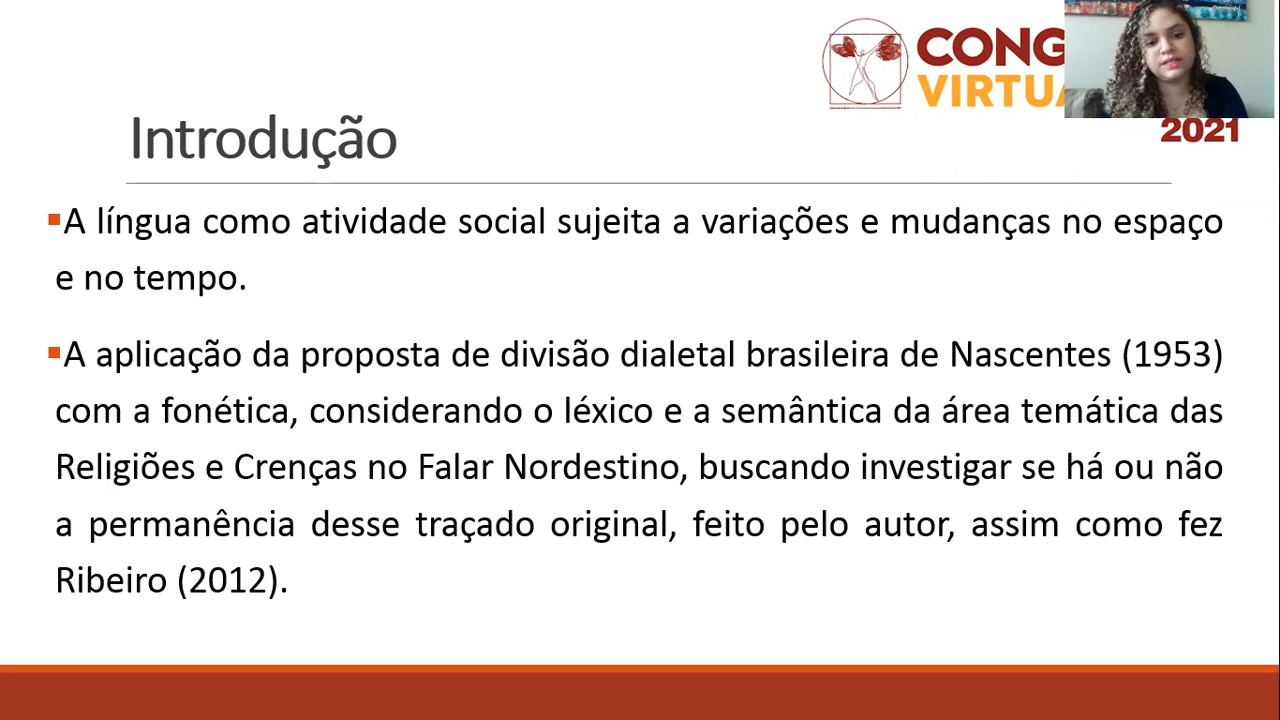 CONG
VIRTUA
2021
Introdução
▪A língua como atividade social sujeita a variações e mudanças no espaço
e no tempo.
▪A aplicação da proposta de divisão dialetal brasileira de Nascentes (1953)
com a fonética, considerando o léxico e a semântica da área temática das
Religiões e Crenças no Falar Nordestino, buscando investigar se há ou não
a permanência desse traçado original, feito pelo autor, assim como fez
Ribeiro (2012).